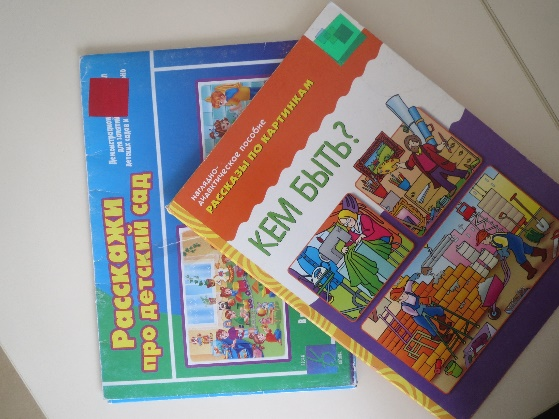 Расскажи
про детский сад
НАГЛЯДНО-
ДИДАКТИЧЕСКОЕ ПОСОБИЕ
РАССКАЗЫ ПО КАРТИНКАМ
КЕМ БЫТЬ?